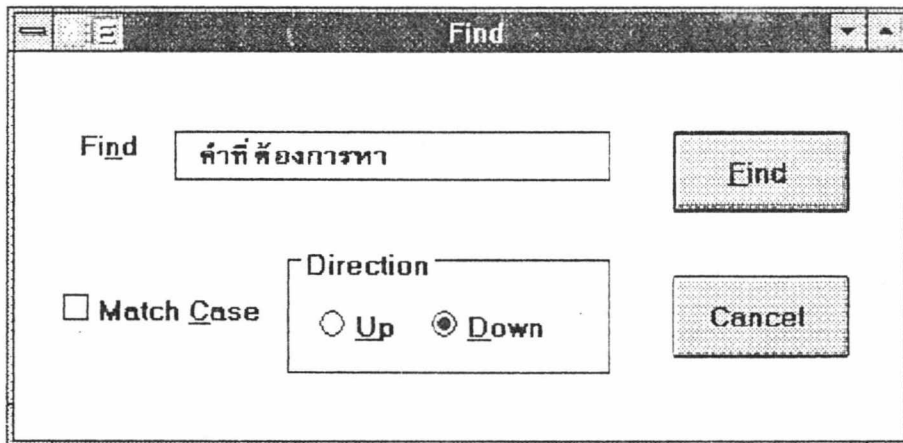 Find
Find
คำที่ ต้องการหา
Find
Direction
Match Case
Up
Down
Cancel